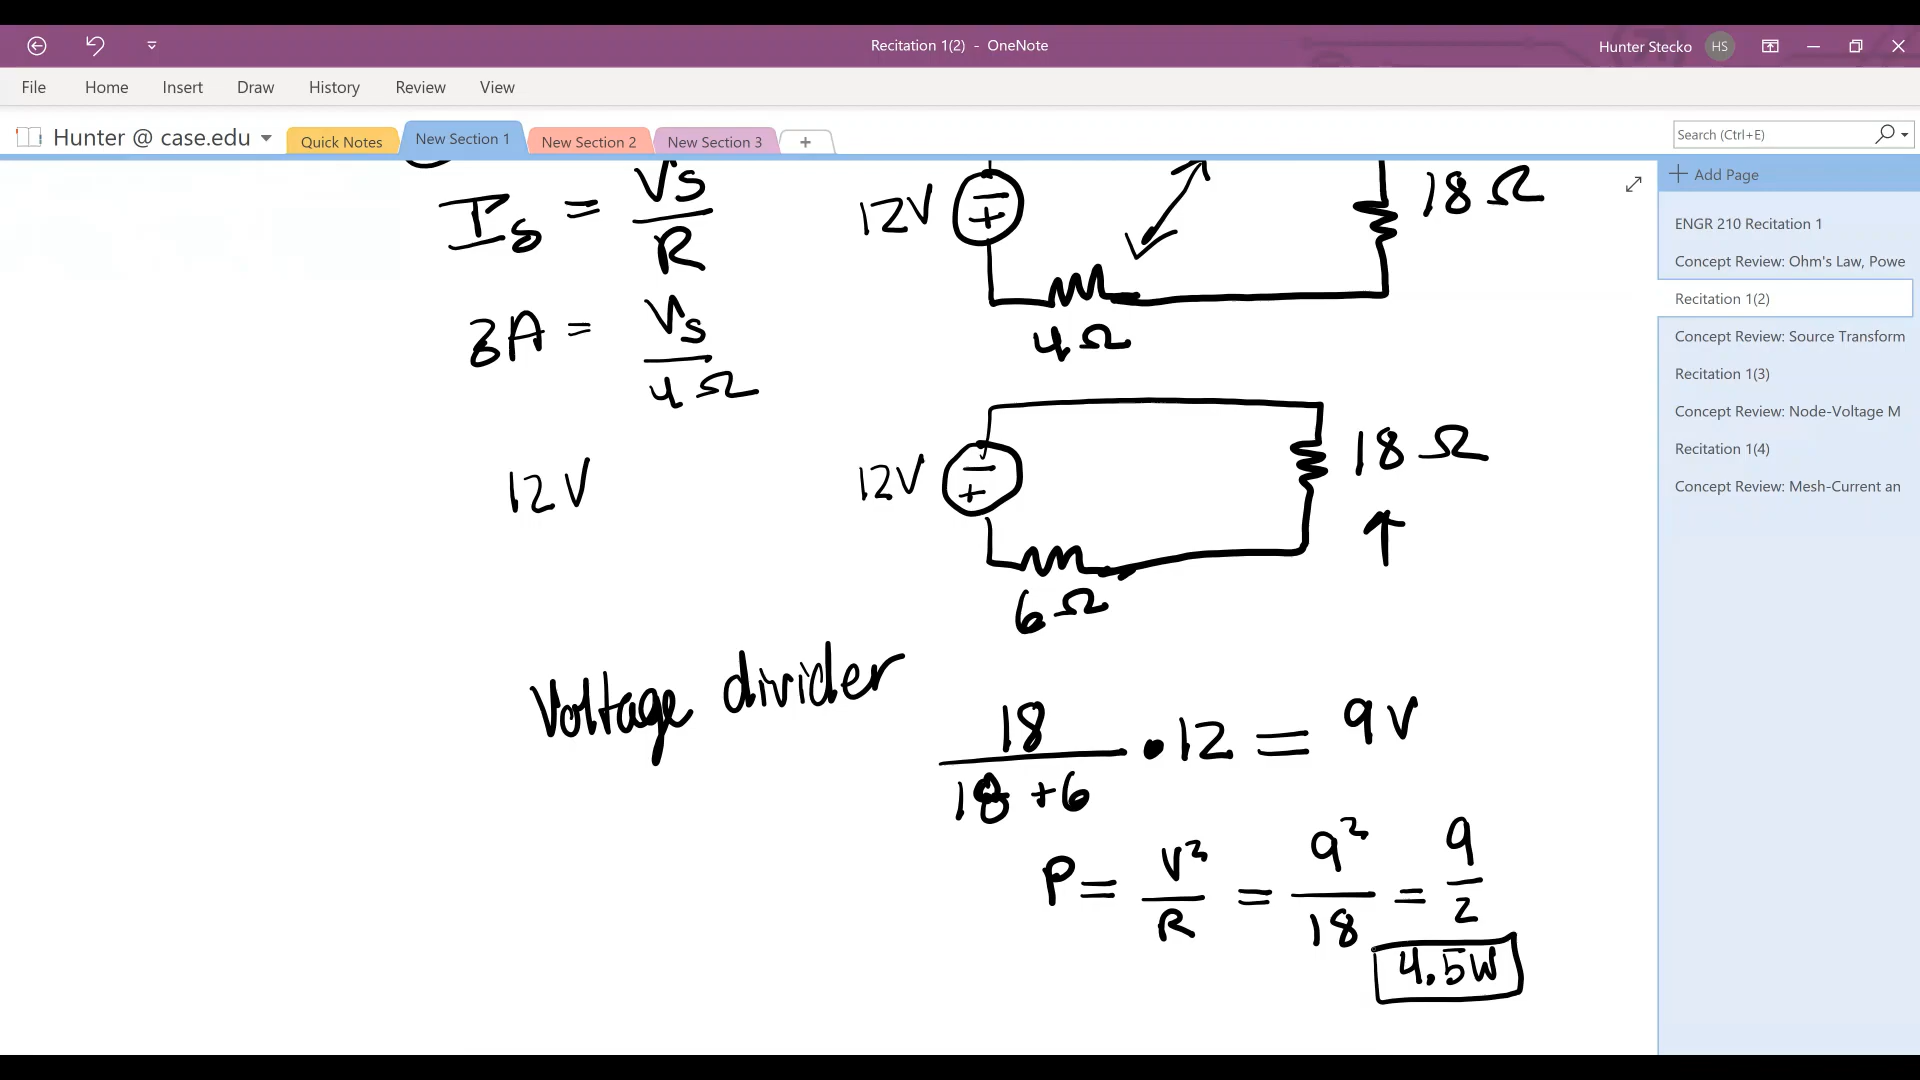 Recitation 1(2) - OneNote
Hunter Stecko HS
File Home Insert Draw History Review View
Hunter @ case.edu
Quick Notes New Section 1 New Section 2 New Section 3 +
Search (Ctrl+E)
Add Page
ENGR 210 Recitation 1
Concept Review: Ohm's Law, Powe
Recitation 1(2)
Concept Review: Source Transform
Recitation 1(3)
Concept Review: Node-Voltage M
Recitation 1(4)
Concept Review: Mesh-Current an
Is = Vs / R
3A = Vs / 4Ω
12V
12V
18Ω
4Ω
12V
18Ω
6Ω
Voltage divider
18 / 18+6 • 12 = 9V
P = V² / R = 9² / 18 = 9 / 2
4.5W